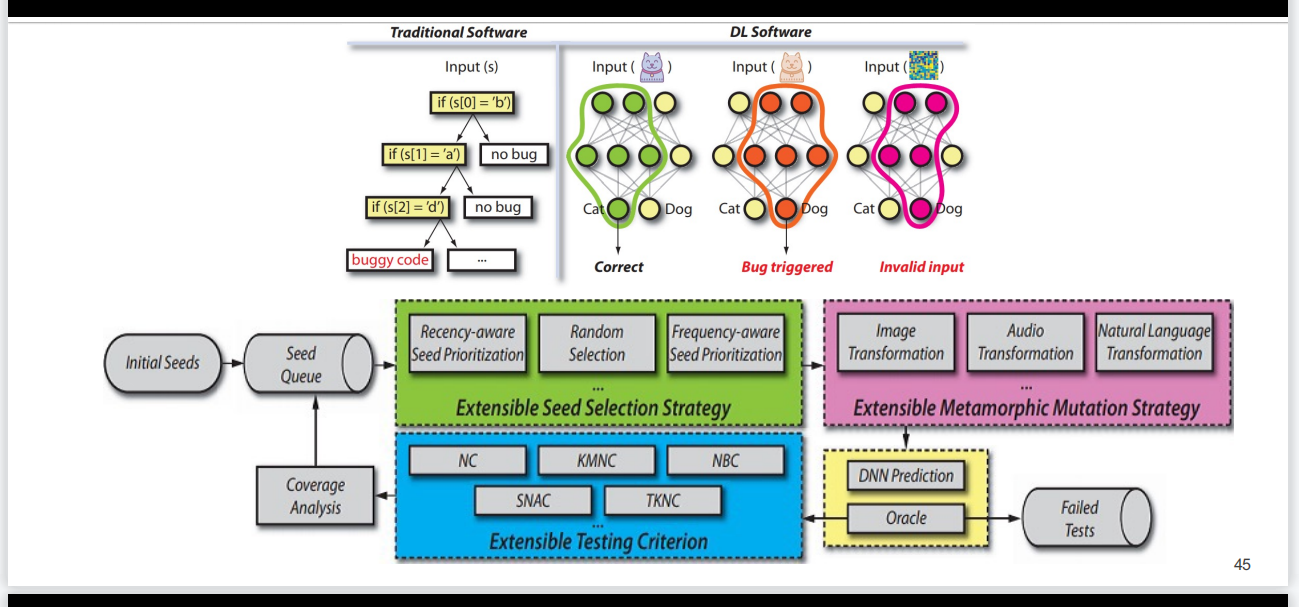 Traditional Software
DL Software
Input (s)
Input ( )
Input ( )
Input ( )
if (s[0] = 'b')
if (s[1] = 'a')
no bug
if (s[2] = 'd')
no bug
buggy code
...
Cat
Dog
Cat
Dog
Cat
Dog
Correct
Bug triggered
Invalid input
Initial Seeds
Seed
Queue
Recency-aware
Seed Prioritization
Random
Selection
Frequency-aware
Seed Prioritization
...
Extensible Seed Selection Strategy
Image
Transformation
Audio
Transformation
Natural Language
Transformation
...
Extensible Metamorphic Mutation Strategy
Coverage
Analysis
NC
KMNC
NBC
SNAC
TKNC
...
Extensible Testing Criterion
DNN Prediction
Oracle
Failed
Tests
45